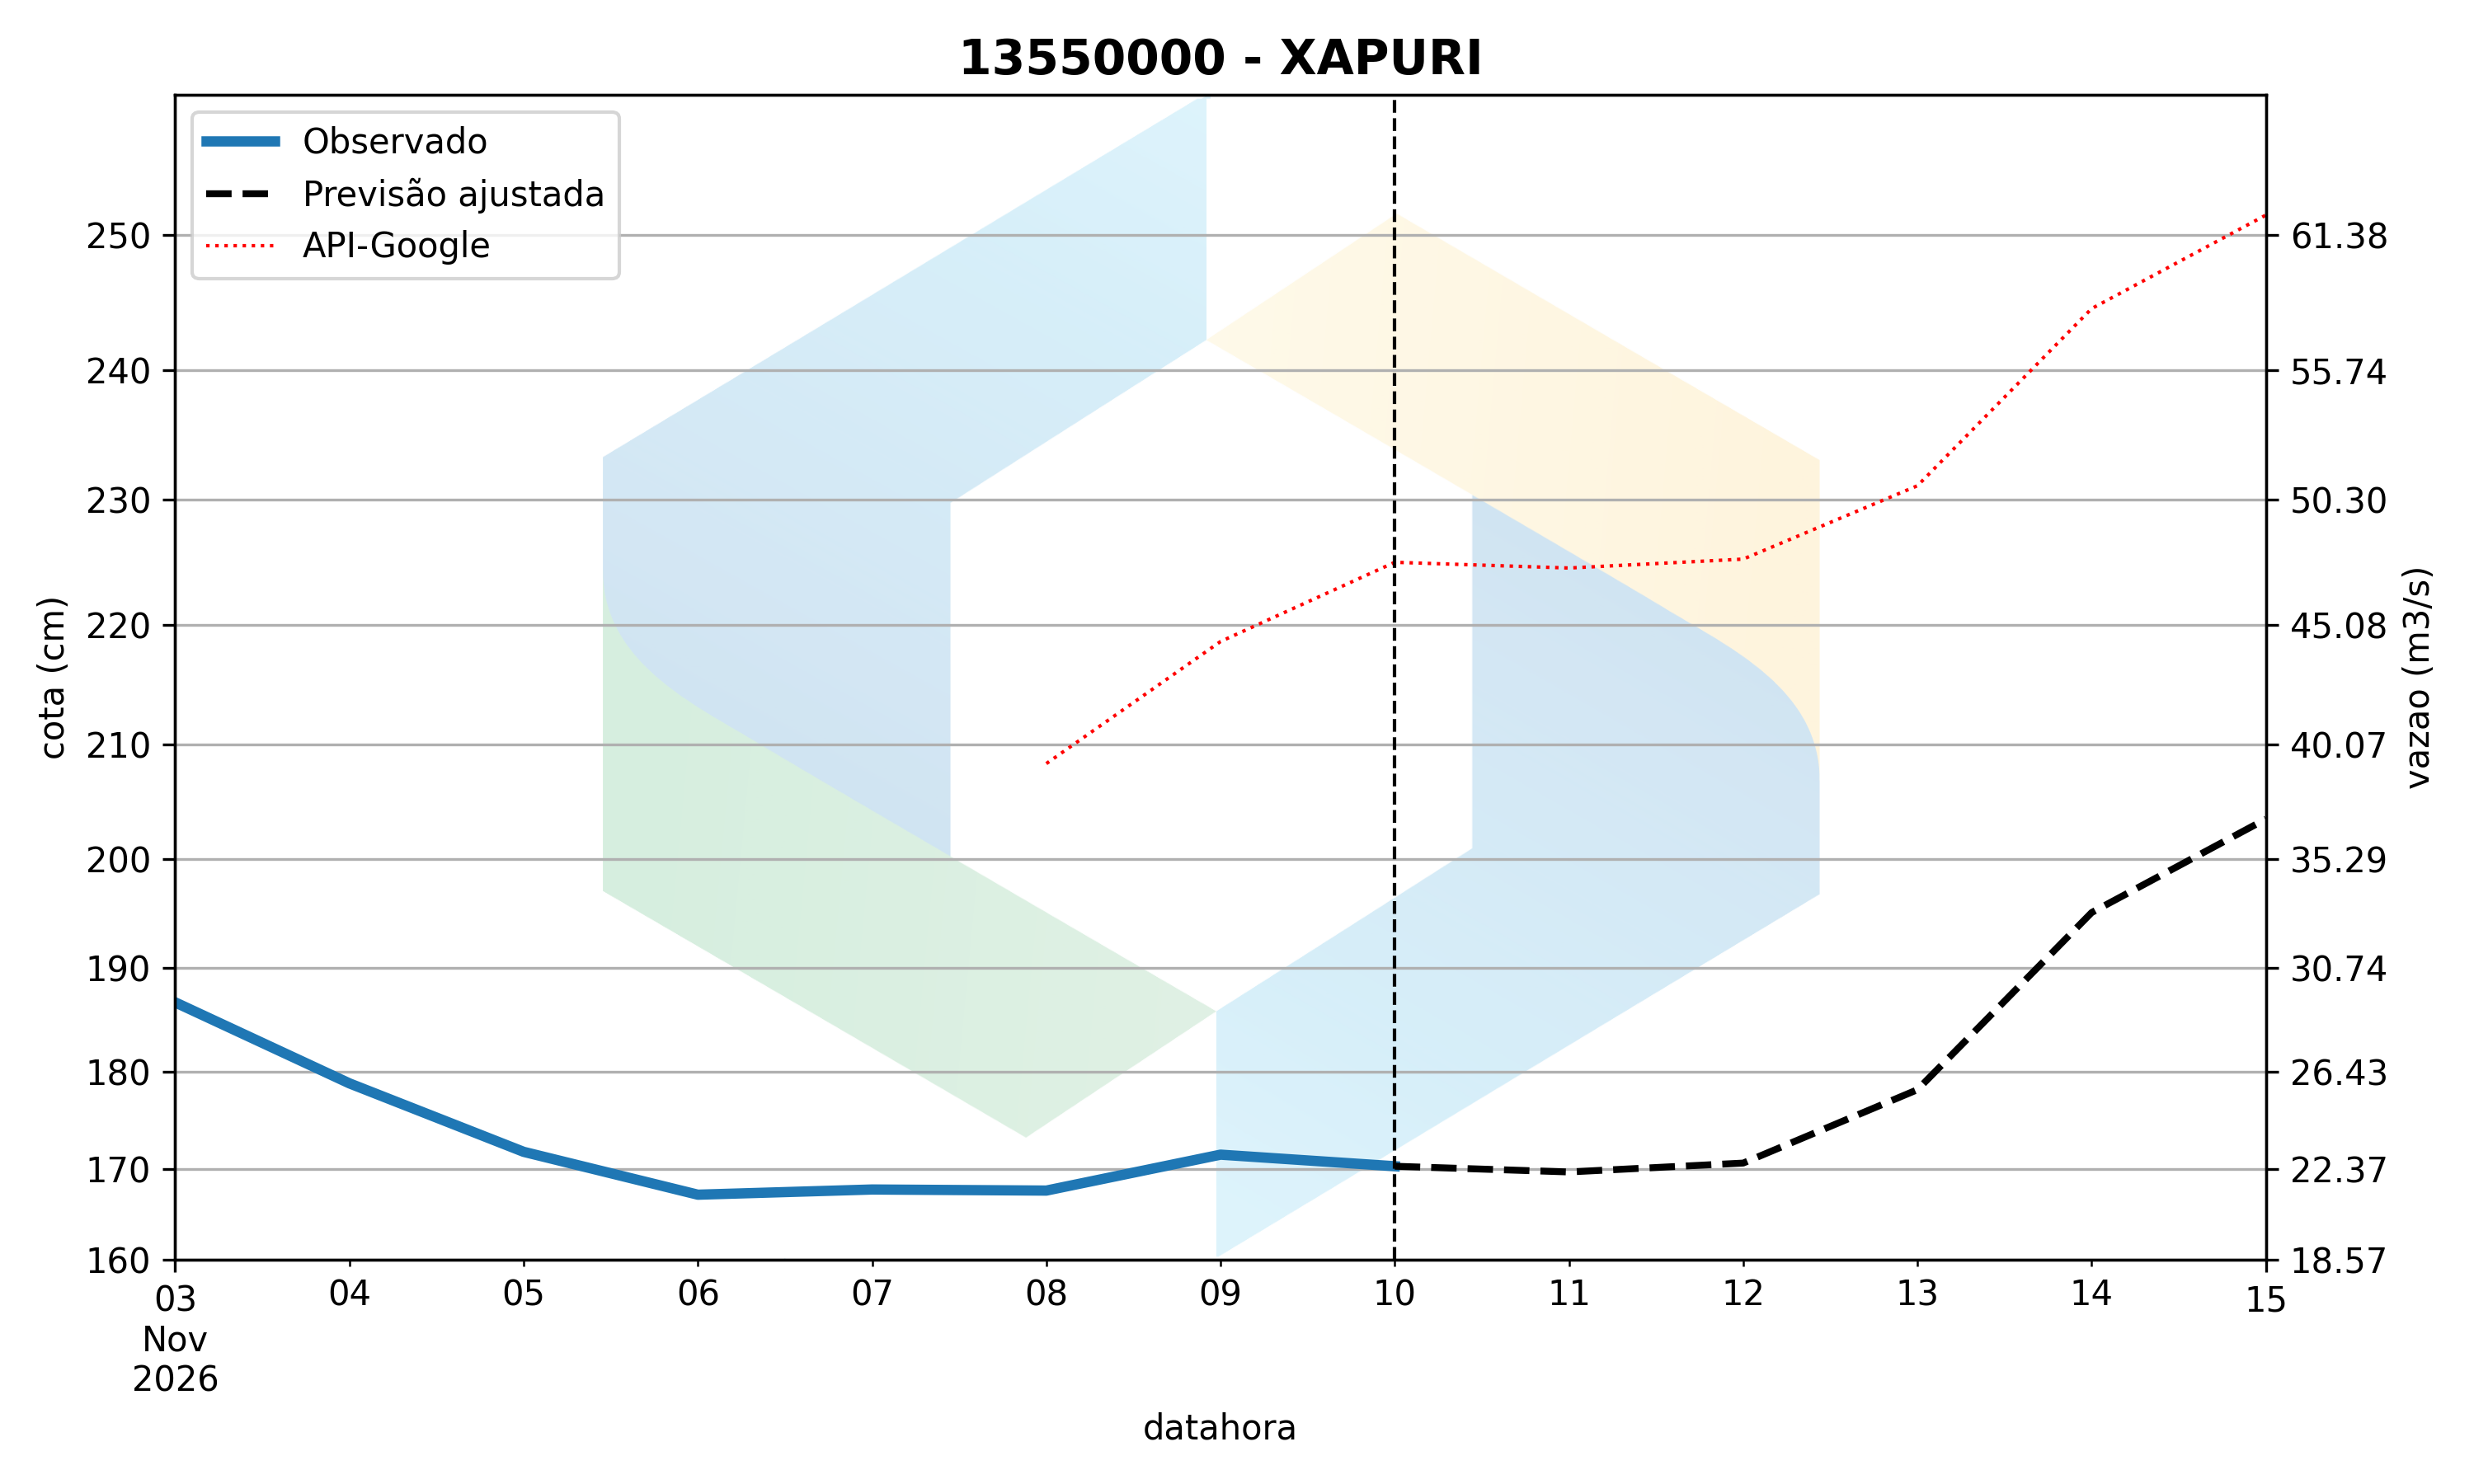 13550000 - XAPURI
Observado
Previsão ajustada
API-Google
250
240
230
220
210
200
190
180
170
160
cota (cm)
61.38
55.74
50.30
45.08
40.07
35.29
30.74
26.43
22.37
18.57
vazao (m3/s)
03 04 05 06 07 08 09 10 11 12 13 14 15
Nov
2026
datahora